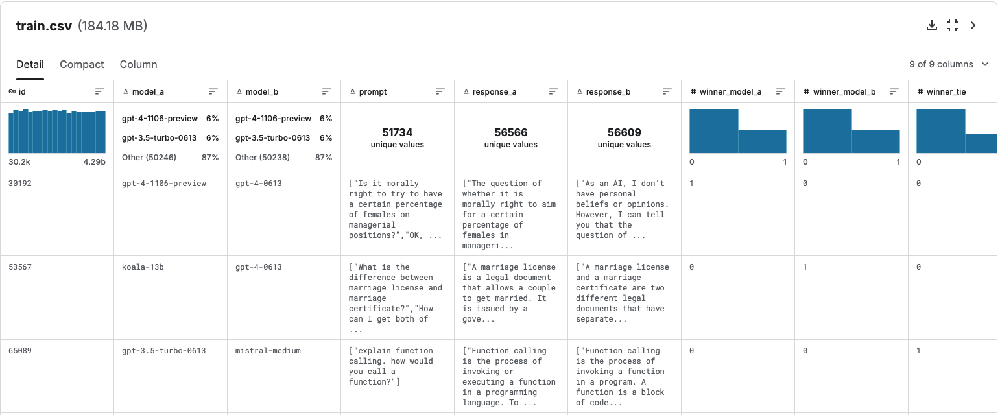 train.csv (184.18 MB)
Detail Compact Column
9 of 9 columns
id
model_a
model_b
prompt
response_a
response_b
# winner_model_a
# winner_model_b
# winner_tie
30.2k
4.29b
gpt-4-1106-preview 6%
gpt-3.5-turbo-0613 6%
Other (50246) 87%
gpt-4-1106-preview 6%
gpt-3.5-turbo-0613 6%
Other (50238) 87%
51734
unique values
56566
unique values
56609
unique values
0 1
0 1
0
30192
gpt-4-1106-preview
gpt-4-0613
["Is it morally
right to try to have
a certain percentage
of females on
managerial
positions?","OK, ...
["The question of
whether it is
morally right to aim
for a certain
percentage of
females in
manageri...
["As an AI, I don't
have personal
beliefs or opinions.
However, I can tell
you that the
question of ...
1
0
0
53567
koala-13b
gpt-4-0613
["What is the
difference between
marriage license and
marriage
certificate?","How
can I get both of
...
["A marriage license
is a legal document
that allows a couple
to get married. It
is issued by a
gove...
["A marriage license
and a marriage
certificate are two
different legal
documents that have
separate...
0
1
0
65089
gpt-3.5-turbo-0613
mistral-medium
["explain function
calling. how would
you call a
function?"]
["Function calling
is the process of
invoking or
executing a function
in a programming
language. To ...
["Function calling
is the process of
invoking a function
in a program. A
function is a block
of code...
0
0
1